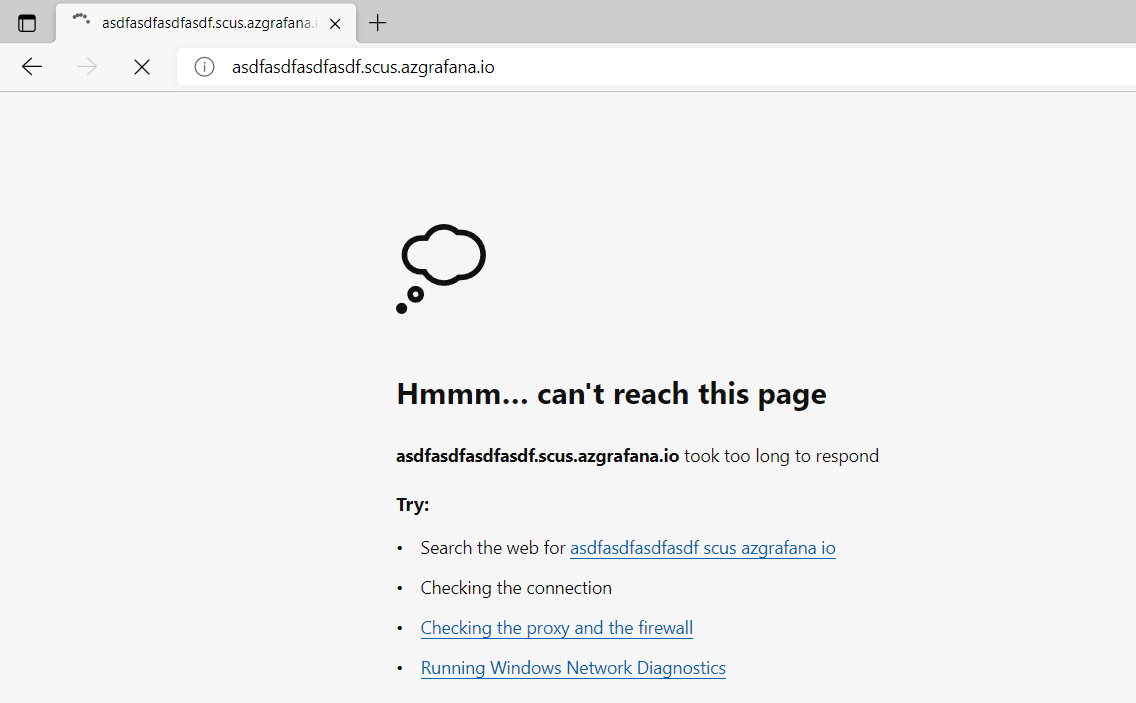 asdfasdfasdfasdf.scus.azgrafana.i
asdfasdfasdfasdf.scus.azgrafana.io
Hmmm... can't reach this page
asdfasdfasdfasdf.scus.azgrafana.io took too long to respond
Try:
• Search the web for asdfasdfasdfasdf scus azgrafana io
• Checking the connection
• Checking the proxy and the firewall
• Running Windows Network Diagnostics